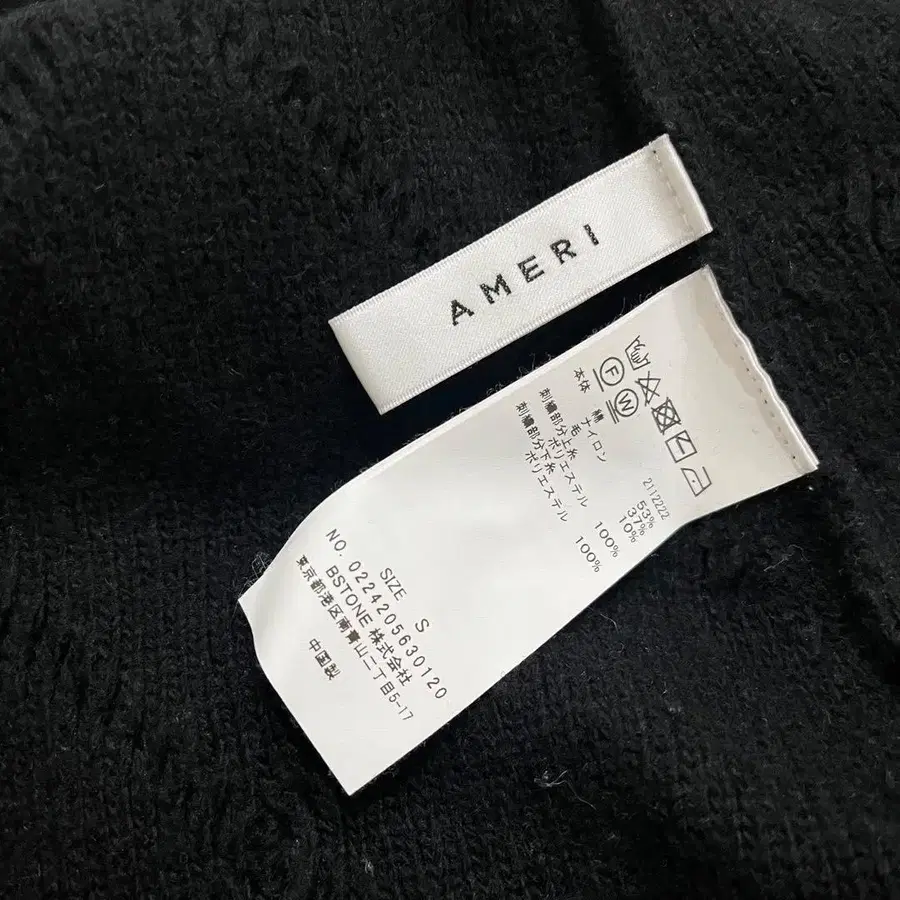 AMERI
F W
2112222
本体 綿 53%
ナイロン 37%
毛 10%
刺繍部分上糸
ポリエステル 100%
刺繍部分下糸
ポリエステル 100%
SIZE S
NO. 0224205630120
BSTONE 株式会社
東京都港区南青山二丁目5-17
中国製